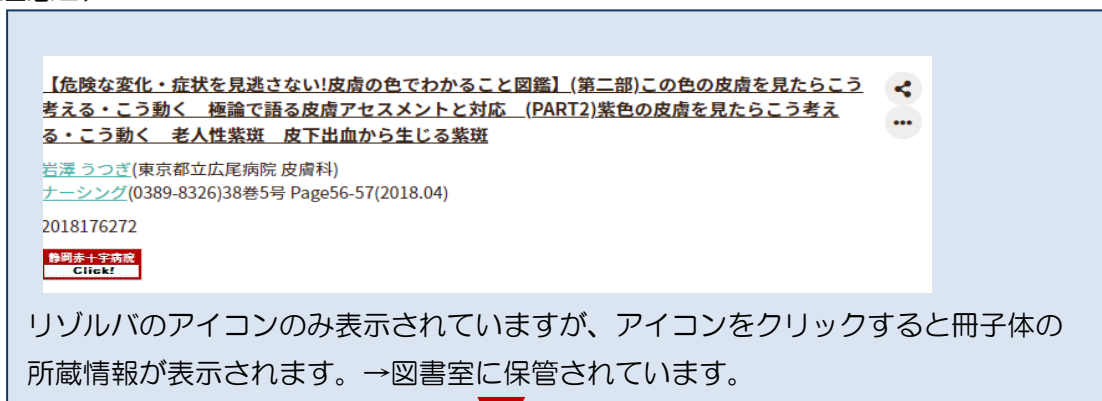 【危険な変化・症状を見逃さない!皮膚の色でわかること図鑑】(第二部)この色の皮膚を見たらこう
考える・こう動く　極論で語る皮膚アセスメントと対応　(PART2)紫色の皮膚を見たらこう考え
る・こう動く　老人性紫斑　皮下出血から生じる紫斑
岩澤 うつぎ(東京都立広尾病院 皮膚科)
ナーシング(0389-8326)38巻5号 Page56-57(2018.04)
2018176272
静岡赤十字病院
Click!
リゾルバのアイコンのみ表示されていますが、アイコンをクリックすると冊子体の
所蔵情報が表示されます。→図書室に保管されています。